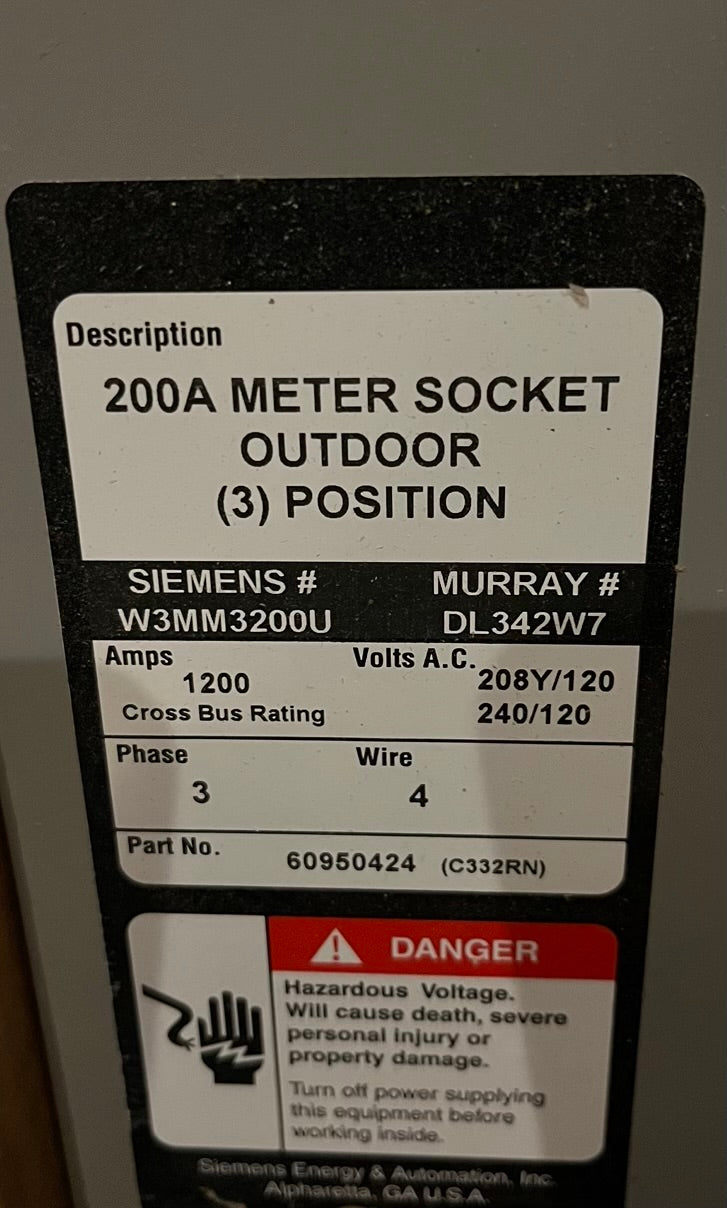 Description
200A METER SOCKET
OUTDOOR
(3) POSITION
SIEMENS # MURRAY #
W3MM3200U DL342W7
Amps Volts A.C.
1200 208Y/120
Cross Bus Rating 240/120
Phase Wire
3 4
Part No. 60950424 (C332RN)
DANGER
Hazardous Voltage.
Will cause death, severe
personal injury or
property damage.
Turn off power supplying
this equipment before
working inside.
Siemens Energy & Automation, Inc.
Alpharetta, GA U.S.A.